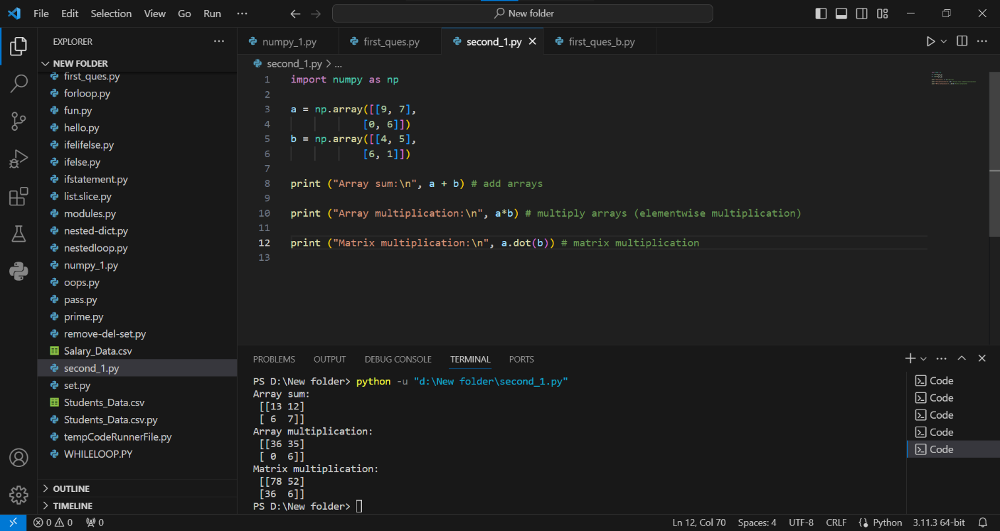 File Edit Selection View Go Run ···
New folder
EXPLORER ···
NEW FOLDER
first_ques.py
forloop.py
fun.py
hello.py
ifelifelse.py
ifelse.py
ifstatement.py
list.slice.py
modules.py
nested-dict.py
nestedloop.py
numpy_1.py
oops.py
pass.py
prime.py
remove-del-set.py
Salary_Data.csv
second_1.py
set.py
Students_Data.csv
Students_Data.csv.py
tempCodeRunnerFile.py
WHILELOOP.PY
OUTLINE
TIMELINE
numpy_1.py first_ques.py second_1.py first_ques_b.py
second_1.py > ...
1 import numpy as np
2
3 a = np.array([[9, 7],
4 [0, 6]])
5 b = np.array([[4, 5],
6 [6, 1]])
7
8 print ("Array sum:\n", a + b) # add arrays
9
10 print ("Array multiplication:\n", a*b) # multiply arrays (elementwise multiplication)
11
12 print ("Matrix multiplication:\n", a.dot(b)) # matrix multiplication
13
PROBLEMS OUTPUT DEBUG CONSOLE TERMINAL PORTS
PS D:\New folder> python -u "d:\New folder\second_1.py"
Array sum:
[[13 12]
[ 6 7]]
Array multiplication:
[[36 35]
[ 0 6]]
Matrix multiplication:
[[78 52]
[36 6]]
PS D:\New folder>
Code
Code
Code
Code
Code
0 0 0 Ln 12, Col 70 Spaces: 4 UTF-8 CRLF Python 3.11.3 64-bit